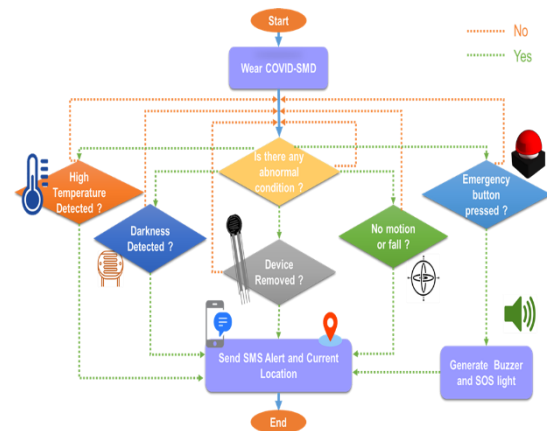 Start
No
Yes
Wear COVID-SMD
Is there any
abnormal
condition ?
High
Temperature
Detected ?
Emergency
button
pressed ?
Darkness
Detected ?
No motion
or fall ?
Device
Removed ?
Send SMS Alert and Current
Location
Generate Buzzer
and SOS light
End